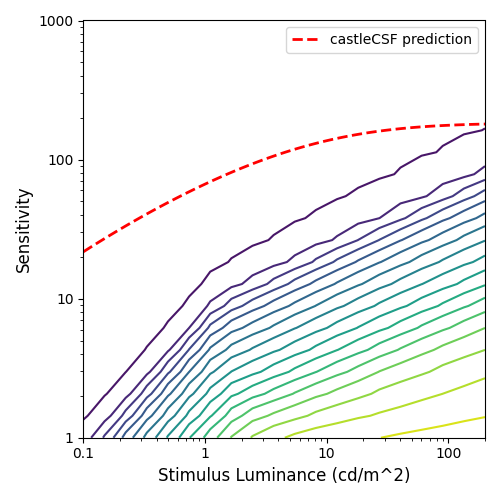 castleCSF prediction
1000
100
10
1
Sensitivity
0.1 1 10 100
Stimulus Luminance (cd/m^2)